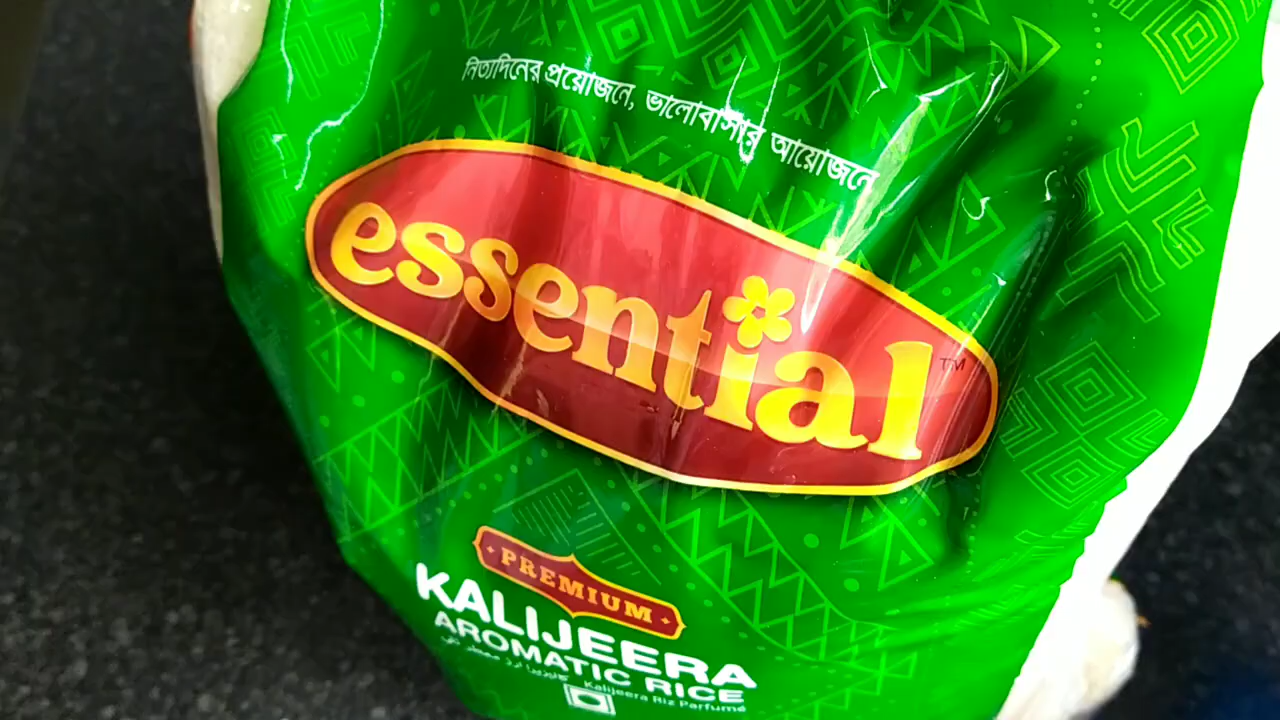 নিত্যদিনের প্রয়োজনে, ভালোবাসার আয়োজনে
essential TM
PREMIUM
KALIJEERA
AROMATIC RICE
Kalijeera Riz Parfumé